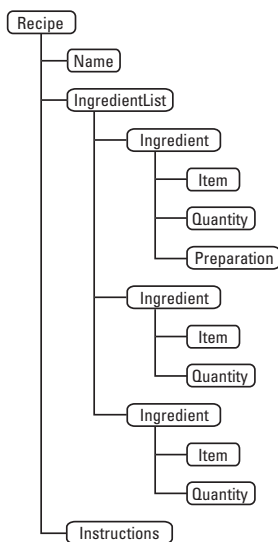 Recipe
Name
IngredientList
Ingredient
Item
Quantity
Preparation
Ingredient
Item
Quantity
Ingredient
Item
Quantity
Instructions